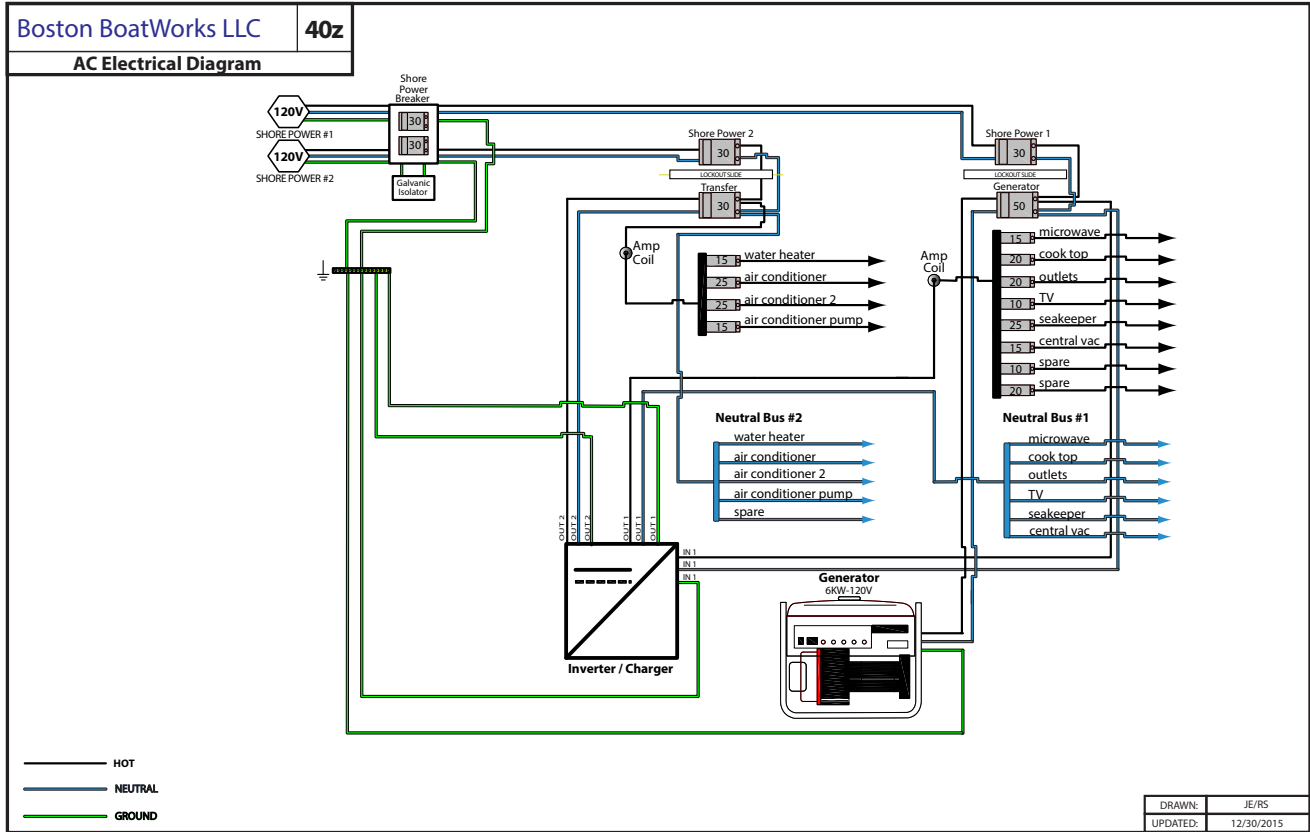 Boston BoatWorks LLC
40z
AC Electrical Diagram
Shore
Power
Breaker
120V
SHORE POWER #1
120V
SHORE POWER #2
30
30
Galvanic
Isolator
Shore Power 2
30
LOCKOUT SLIDE
Transfer
30
Shore Power 1
30
LOCKOUT SLIDE
Generator
50
Amp
Coil
15 water heater
25 air conditioner
25 air conditioner 2
15 air conditioner pump
Amp
Coil
15 microwave
20 cook top
20 outlets
10 TV
25 seakeeper
15 central vac
10 spare
20 spare
Neutral Bus #2
water heater
air conditioner
air conditioner 2
air conditioner pump
spare
Neutral Bus #1
microwave
cook top
outlets
TV
seakeeper
central vac
OUT 2
OUT 2
OUT 2
OUT 1
OUT 1
OUT 1
IN 1
IN 1
IN 1
Inverter / Charger
Generator
6KW-120V
HOT
NEUTRAL
GROUND
DRAWN: JE/RS
UPDATED: 12/30/2015